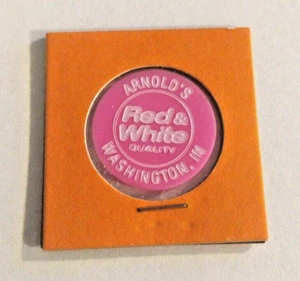 ARNOLD'S
Red &
White
QUALITY
WASHINGTON, IN